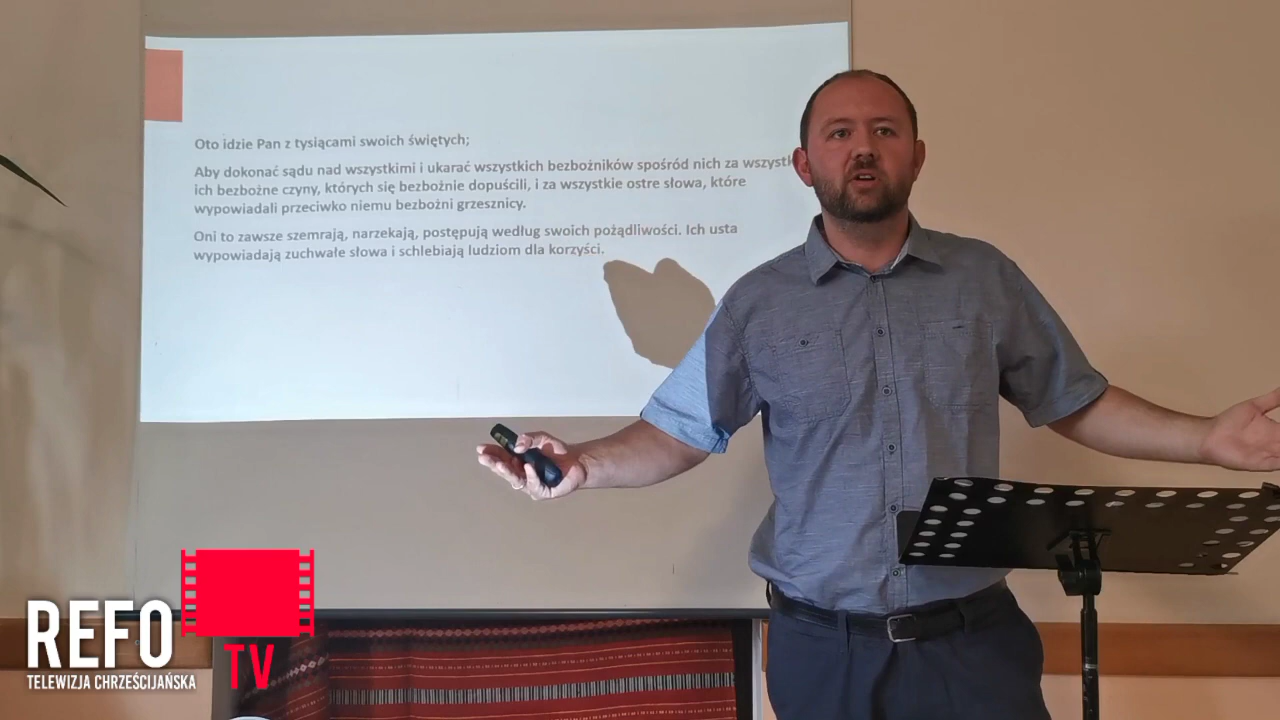 Oto idzie Pan z tysiącami swoich świętych;
Aby dokonać sądu nad wszystkimi i ukarać wszystkich bezbożników spośród nich za
ich bezbożne czyny, których się bezbożnie dopuścili, i za wszystkie ostre słowa, które
wypowiadali przeciwko niemu bezbożni grzesznicy.
Oni to zawsze szemrają, narzekają, postępują według swoich pożądliwości. Ich usta
wypowiadają zuchwałe słowa i schlebiają ludziom dla korzyści.
REFO
TV
TELEWIZJA CHRZEŚCIJAŃSKA